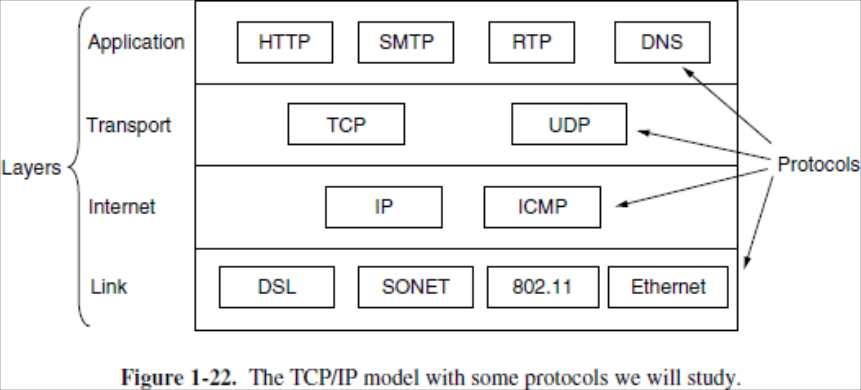 Application HTTP SMTP RTP DNS
Transport TCP UDP
Layers Protocols
Internet IP ICMP
Link DSL SONET 802.11 Ethernet
Figure 1-22. The TCP/IP model with some protocols we will study.